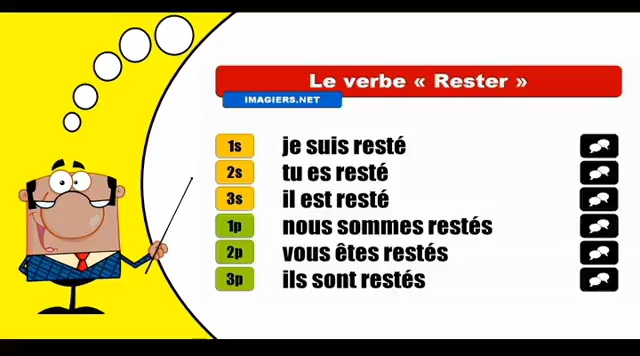 Le verbe « Rester »
IMAGIERS.NET
1s je suis resté
2s tu es resté
3s il est resté
1p nous sommes restés
2p vous êtes restés
3p ils sont restés